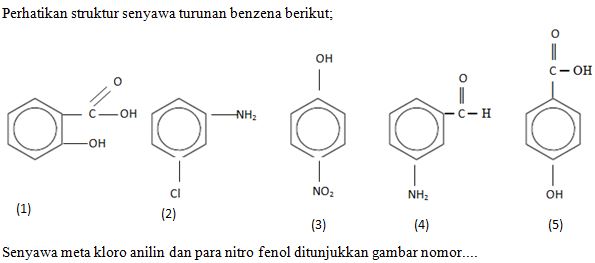 Perhatikan struktur senyawa turunan benzena berikut;
O
C
OH
OH
(1)
NH₂
Cl
(2)
OH
NO₂
(3)
O
C – H
NH₂
(4)
O
C – OH
OH
(5)
Senyawa meta kloro anilin dan para nitro fenol ditunjukkan gambar nomor....